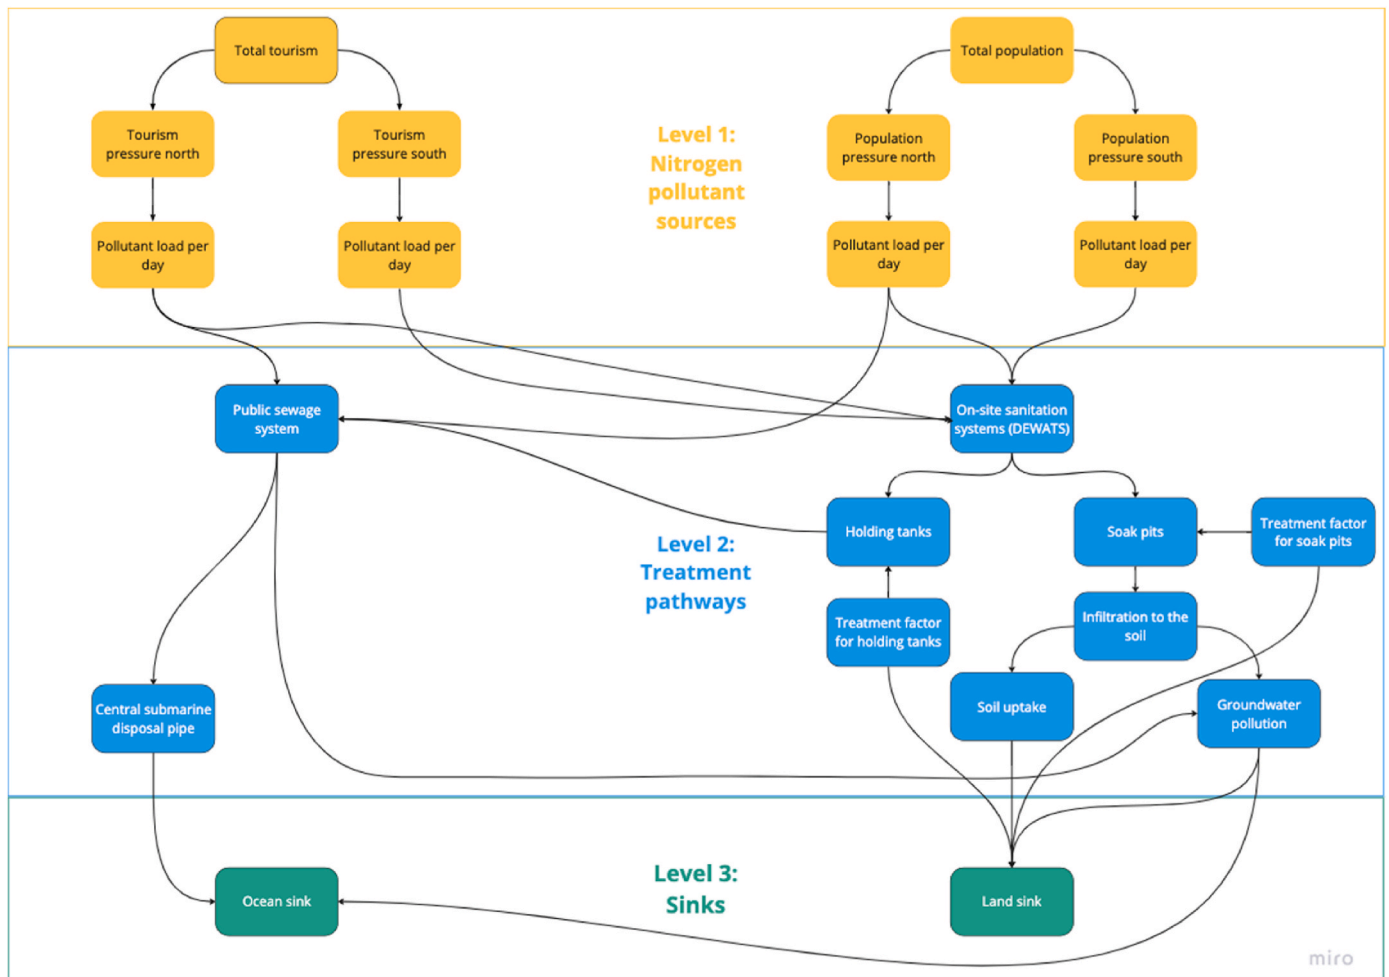 Total tourism
Total population
Tourism
pressure north
Tourism
pressure south
Level 1:
Nitrogen
pollutant
sources
Population
pressure north
Population
pressure south
Pollutant load per
day
Pollutant load per
day
Pollutant load per
day
Pollutant load per
day
Public sewage
system
On-site sanitation
systems (DEWATS)
Level 2:
Treatment
pathways
Holding tanks
Soak pits
Treatment factor
for soak pits
Treatment factor
for holding tanks
Infiltration to the
soil
Central submarine
disposal pipe
Soil uptake
Groundwater
pollution
Level 3:
Sinks
Ocean sink
Land sink
miro